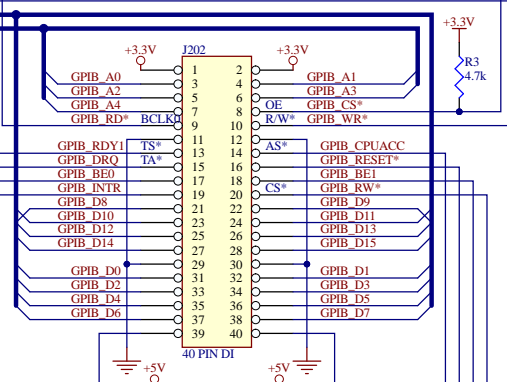 +3.3V
J202
+3.3V +3.3V
R3
4.7k
1 2
GPIB_A0 3 4 GPIB_A1
GPIB_A2 5 6 GPIB_A3
GPIB_A4 7 8 OE GPIB_CS*
GPIB_RD* BCLK0 9 10 R/W* GPIB_WR*
11 12
GPIB_RDY1 TS* 13 14 AS* GPIB_CPUACC
GPIB_DRQ TA* 15 16 GPIB_RESET*
GPIB_BE0 17 18 GPIB_BE1
GPIB_INTR 19 20 CS* GPIB_RW*
GPIB_D8 21 22 GPIB_D9
GPIB_D10 23 24 GPIB_D11
GPIB_D12 25 26 GPIB_D13
GPIB_D14 27 28 GPIB_D15
29 30
GPIB_D0 31 32 GPIB_D1
GPIB_D2 33 34 GPIB_D3
GPIB_D4 35 36 GPIB_D5
GPIB_D6 37 38 GPIB_D7
39 40
40 PIN DI
+5V +5V